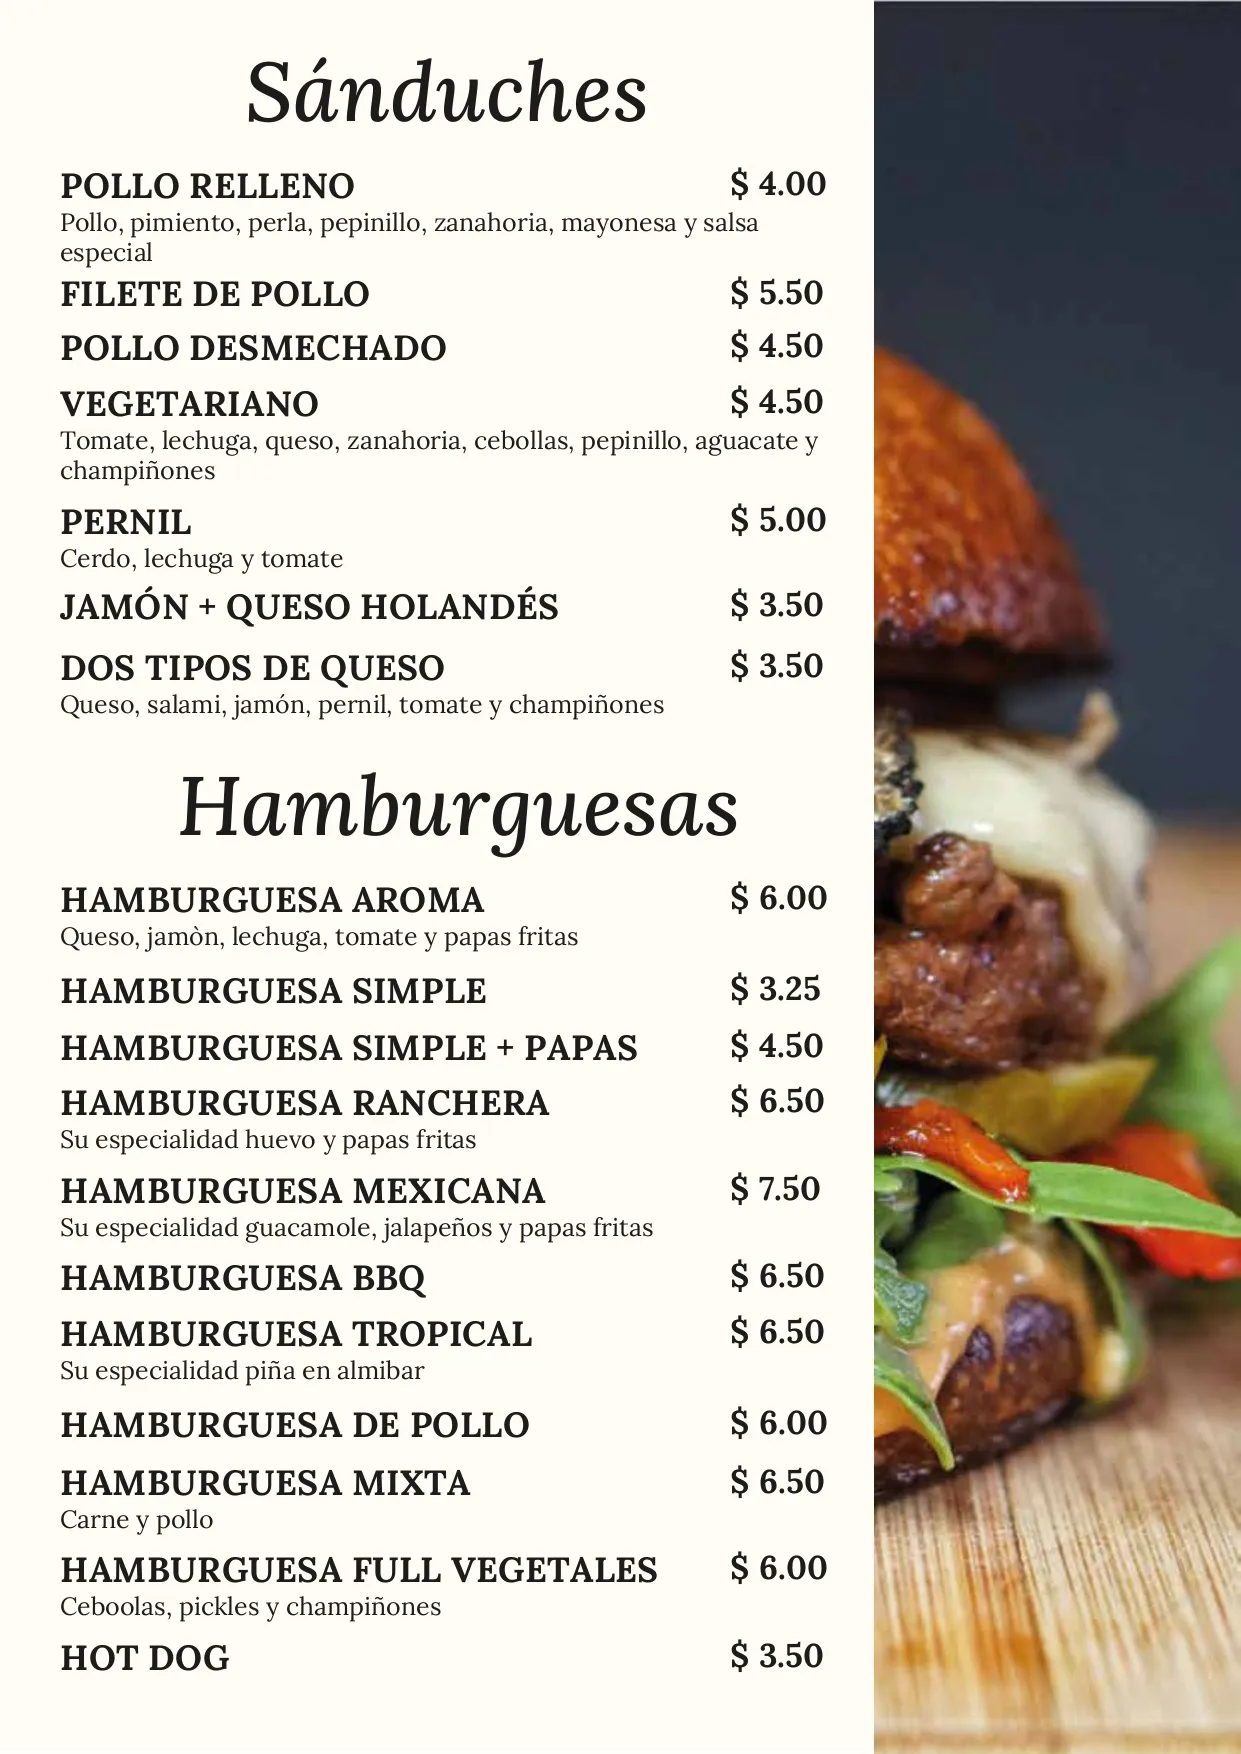 Sánduches
POLLO RELLENO $ 4.00
Pollo, pimiento, perla, pepinillo, zanahoria, mayonesa y salsa
especial
FILETE DE POLLO $ 5.50
POLLO DESMECHADO $ 4.50
VEGETARIANO $ 4.50
Tomate, lechuga, queso, zanahoria, cebollas, pepinillo, aguacate y
champiñones
PERNIL $ 5.00
Cerdo, lechuga y tomate
JAMÓN + QUESO HOLANDÉS $ 3.50
DOS TIPOS DE QUESO $ 3.50
Queso, salami, jamón, pernil, tomate y champiñones
Hamburguesas
HAMBURGUESA AROMA $ 6.00
Queso, jamòn, lechuga, tomate y papas fritas
HAMBURGUESA SIMPLE $ 3.25
HAMBURGUESA SIMPLE + PAPAS $ 4.50
HAMBURGUESA RANCHERA $ 6.50
Su especialidad huevo y papas fritas
HAMBURGUESA MEXICANA $ 7.50
Su especialidad guacamole, jalapeños y papas fritas
HAMBURGUESA BBQ $ 6.50
HAMBURGUESA TROPICAL $ 6.50
Su especialidad piña en almibar
HAMBURGUESA DE POLLO $ 6.00
HAMBURGUESA MIXTA $ 6.50
Carne y pollo
HAMBURGUESA FULL VEGETALES $ 6.00
Ceboolas, pickles y champiñones
HOT DOG $ 3.50